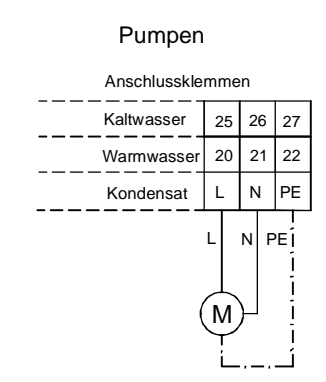 Pumpen
Anschlussklemmen
Kaltwasser 25 26 27
Warmwasser 20 21 22
Kondensat L N PE
L N PE
M